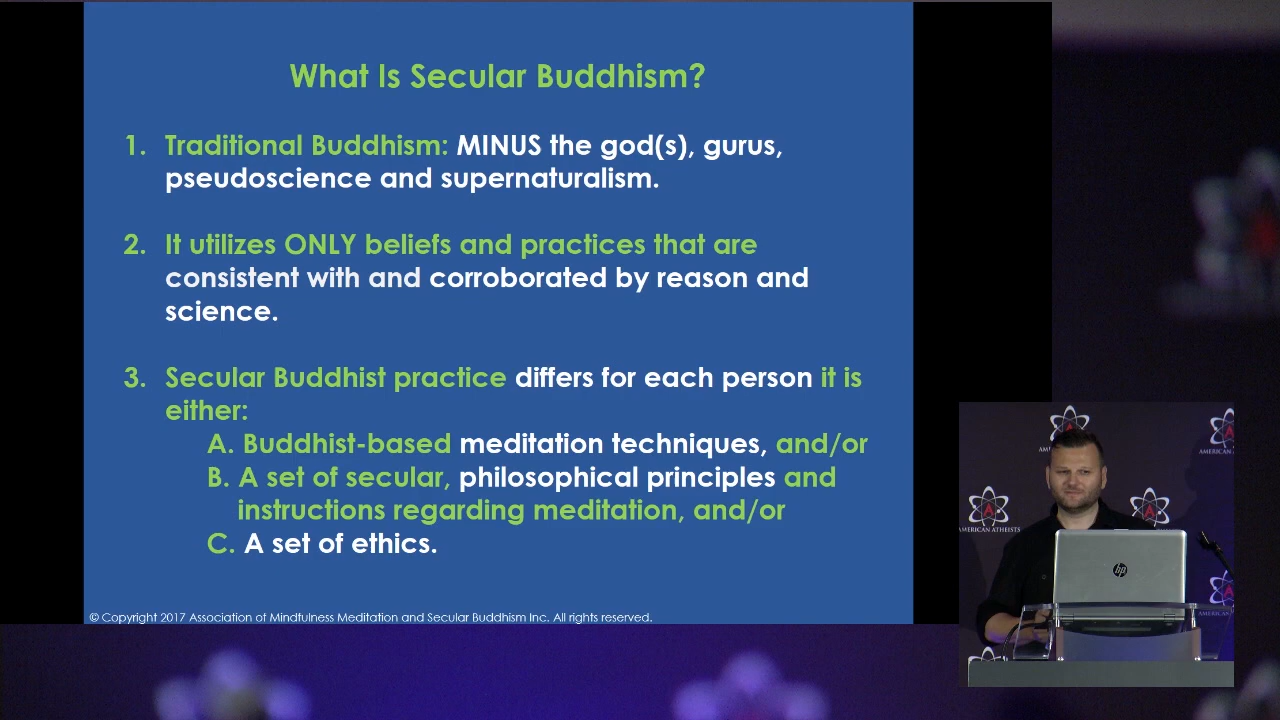 What Is Secular Buddhism?
1. Traditional Buddhism: MINUS the god(s), gurus,
pseudoscience and supernaturalism.
2. It utilizes ONLY beliefs and practices that are
consistent with and corroborated by reason and
science.
3. Secular Buddhist practice differs for each person it is
either:
A. Buddhist-based meditation techniques, and/or
B. A set of secular, philosophical principles and
instructions regarding meditation, and/or
C. A set of ethics.
© Copyright 2017 Association of Mindfulness Meditation and Secular Buddhism Inc. All rights reserved.
AMERICAN ATHEISTS
hp